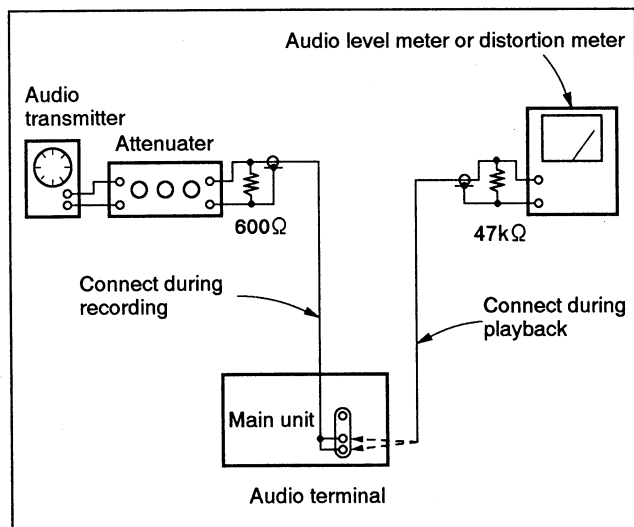 Audio level meter or distortion meter
Audio
transmitter
Attenuater
600Ω
47kΩ
Connect during
recording
Connect during
playback
Main unit
Audio terminal